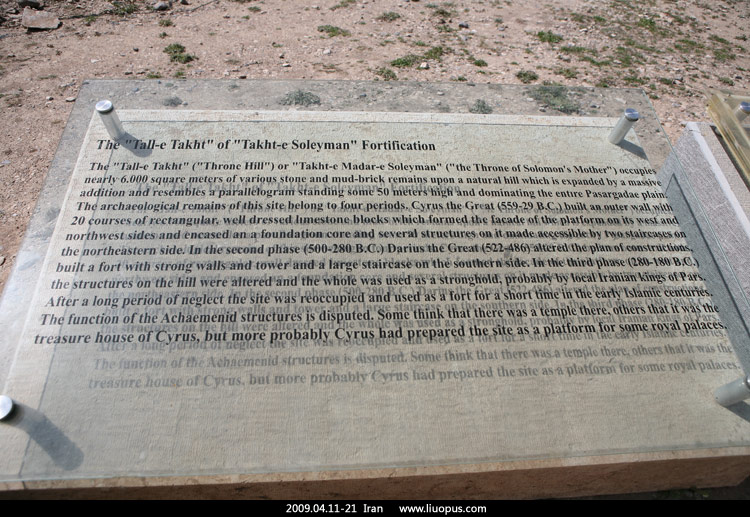 The "Tall-e Takht" of "Takht-e Soleyman" Fortification
The "Tall-e Takht" ("Throne Hill") or "Takht-e Madar-e Soleyman" ("the Throne of Solomon's Mother") occupies
nearly 6.000 square meters of various stone and mud-brick remains upon a natural hill which is expanded by a massive
addition and resembles a parallelogram standing some 50 meters high and dominating the entire Pasargadae plain.
The archaeological remains of this site belong to four periods. Cyrus the Great (559-29 B.C.) built an outer wall with
20 courses of rectangular, well dressed limestone blocks which formed the facade of the platform on its west and
northwest sides and encased an a foundation core and several structures on it made accessible by two staircases on
the northeastern side. In the second phase (500-280 B.C.) Darius the Great (522-486) altered the plan of constructions,
built a fort with strong walls and tower and a large staircase on the southern side. In the third phase (280-180 B.C.)
the structures on the hill were altered and the whole was used as a stronghold, probably by local Iranian kings of Pars.
After a long period of neglect the site was reoccupied and used as a fort for a short time in the early Islamic centuries.
The function of the Achaemenid structures is disputed. Some think that there was a temple there, others that it was the
treasure house of Cyrus, but more probably Cyrus had prepared the site as a platform for some royal palaces.
2009.04.11-21 Iran www.liuopus.com